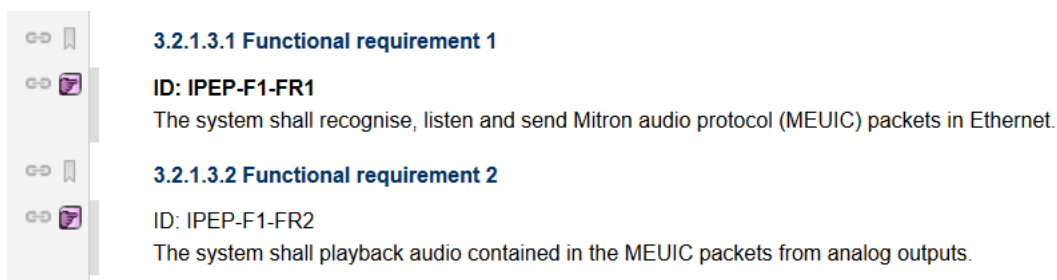 3.2.1.3.1 Functional requirement 1
ID: IPEP-F1-FR1
The system shall recognise, listen and send Mitron audio protocol (MEUIC) packets in Ethernet.
3.2.1.3.2 Functional requirement 2
ID: IPEP-F1-FR2
The system shall playback audio contained in the MEUIC packets from analog outputs.